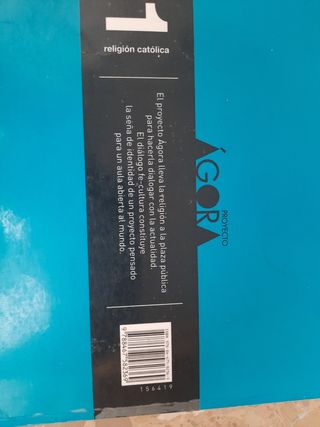 1
religión católica
El proyecto Ágora lleva la religión a la plaza pública
para hacerla dialogar con la actualidad.
El diálogo fe-cultura constituye
la seña de identidad de un proyecto pensado
para un aula abierta al mundo.
PROYECTO
ÁGORA
156419